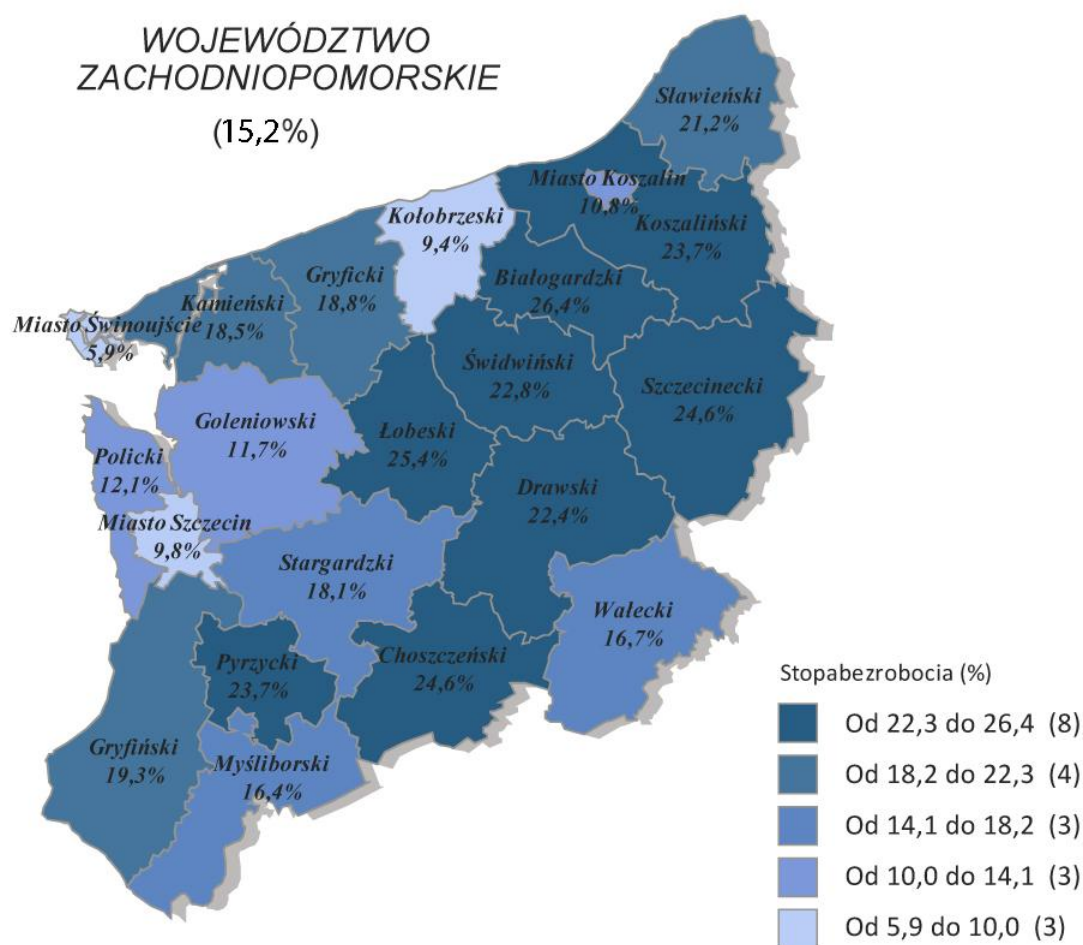 WOJEWÓDZTWO
ZACHODNIOPOMORSKIE
(15,2%)
Sławieński
21,2%
Miasto Koszalin
10,8%
Koszaliński
23,7%
Kołobrzeski
9,4%
Białogardzki
26,4%
Gryficki
18,8%
Kamieński
18,5%
Miasto Świnoujście
5,9%
Świdwiński
22,8%
Szczecinecki
24,6%
Goleniowski
11,7%
Łobeski
25,4%
Policki
12,1%
Drawski
22,4%
Miasto Szczecin
9,8%
Stargardzki
18,1%
Wałecki
16,7%
Pyrzycki
23,7%
Choszczeński
24,6%
Gryfiński
19,3%
Myśliborski
16,4%
Stopabezrobocia (%)
Od 22,3 do 26,4 (8)
Od 18,2 do 22,3 (4)
Od 14,1 do 18,2 (3)
Od 10,0 do 14,1 (3)
Od 5,9 do 10,0 (3)